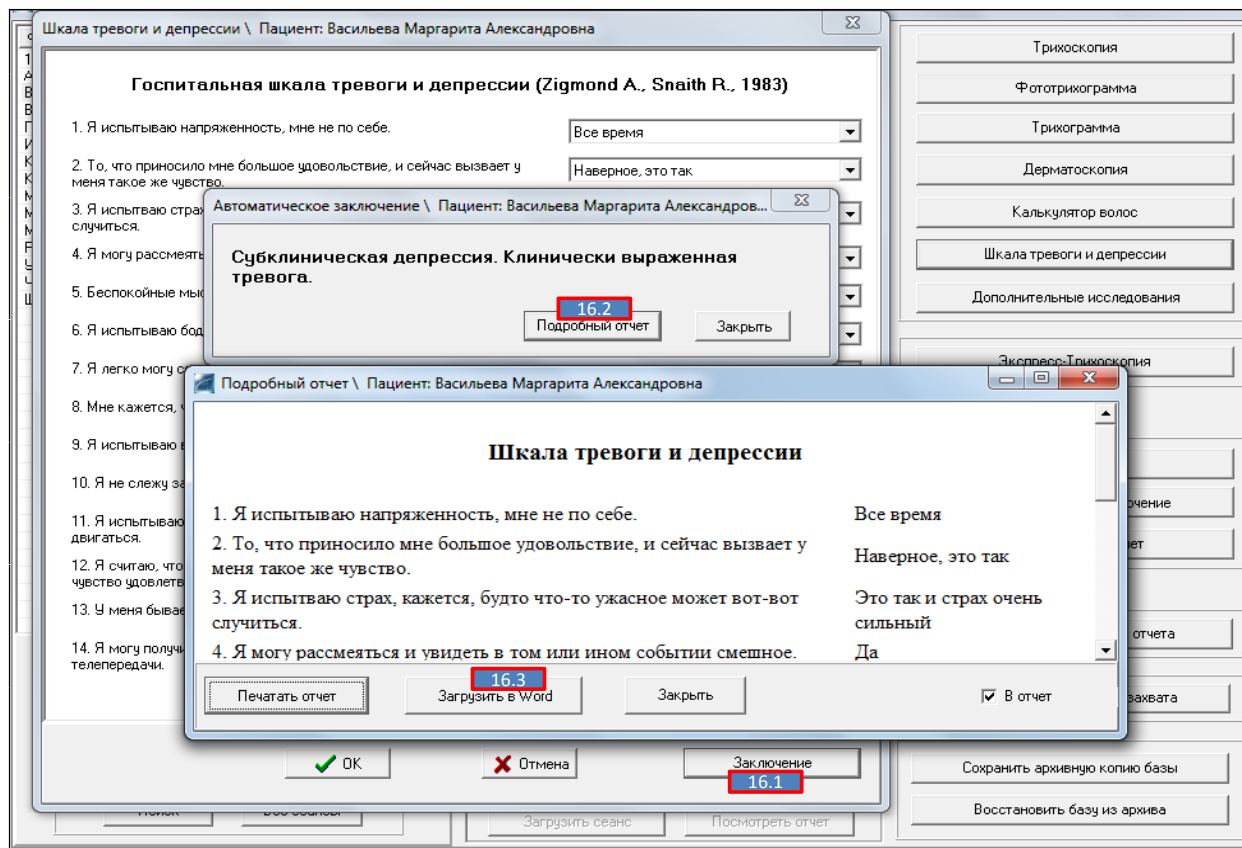 Шкала тревоги и депрессии \ Пациент: Васильева Маргарита Александровна
Госпитальная шкала тревоги и депрессии (Zigmond A., Snaith R., 1983)
1. Я испытываю напряженность, мне не по себе.
Все время
2. То, что приносило мне большое удовольствие, и сейчас вызвает у
меня такое же чувство.
Наверное, это так
3. Я испытваю страх
случиться.
4. Я могу рассмеять
5. Беспокойные мыс
6. Я испытываю бод
7. Я легко могу с
8. Мне кажется,
9. Я испытываю
10. Я не слежу за
11. Я испытываю
двигаться.
12. Я считаю, что
чувство удовлетв
13. У меня бывае
14. Я могу получи
телепередачи.
OK
Отмена
Заключение
16.1
Автоматическое заключение \ Пациент: Васильева Маргарита Александров...
Субклиническая депрессия. Клинически выраженная
тревога.
16.2
Подробный отчет
Закрыть
Подробный отчет \ Пациент: Васильева Маргарита Александровна
Шкала тревоги и депрессии
1. Я испытываю напряженность, мне не по себе.
Все время
2. То, что приносило мне большое удовольствие, и сейчас вызвает у
меня такое же чувство.
Наверное, это так
3. Я испытваю страх, кажется, будто что-то ужасное может вот-вот
случиться.
Это так и страх очень
сильный
4. Я могу рассмеяться и увидеть в том или ином событии смешное.
Да
16.3
Печатать отчет
Загрузить в Word
Закрыть
В отчет
Трихоскопия
Фототрихограмма
Трихограмма
Дерматоскопия
Калькулятор волос
Шкала тревоги и депрессии
Дополнительные исследования
Экспресс-Трихоскопия
очение
ет
отчета
захвата
Сохранить архивную копию базы
Восстановить базу из архива
Загрузить сеанс
Посмотреть отчет